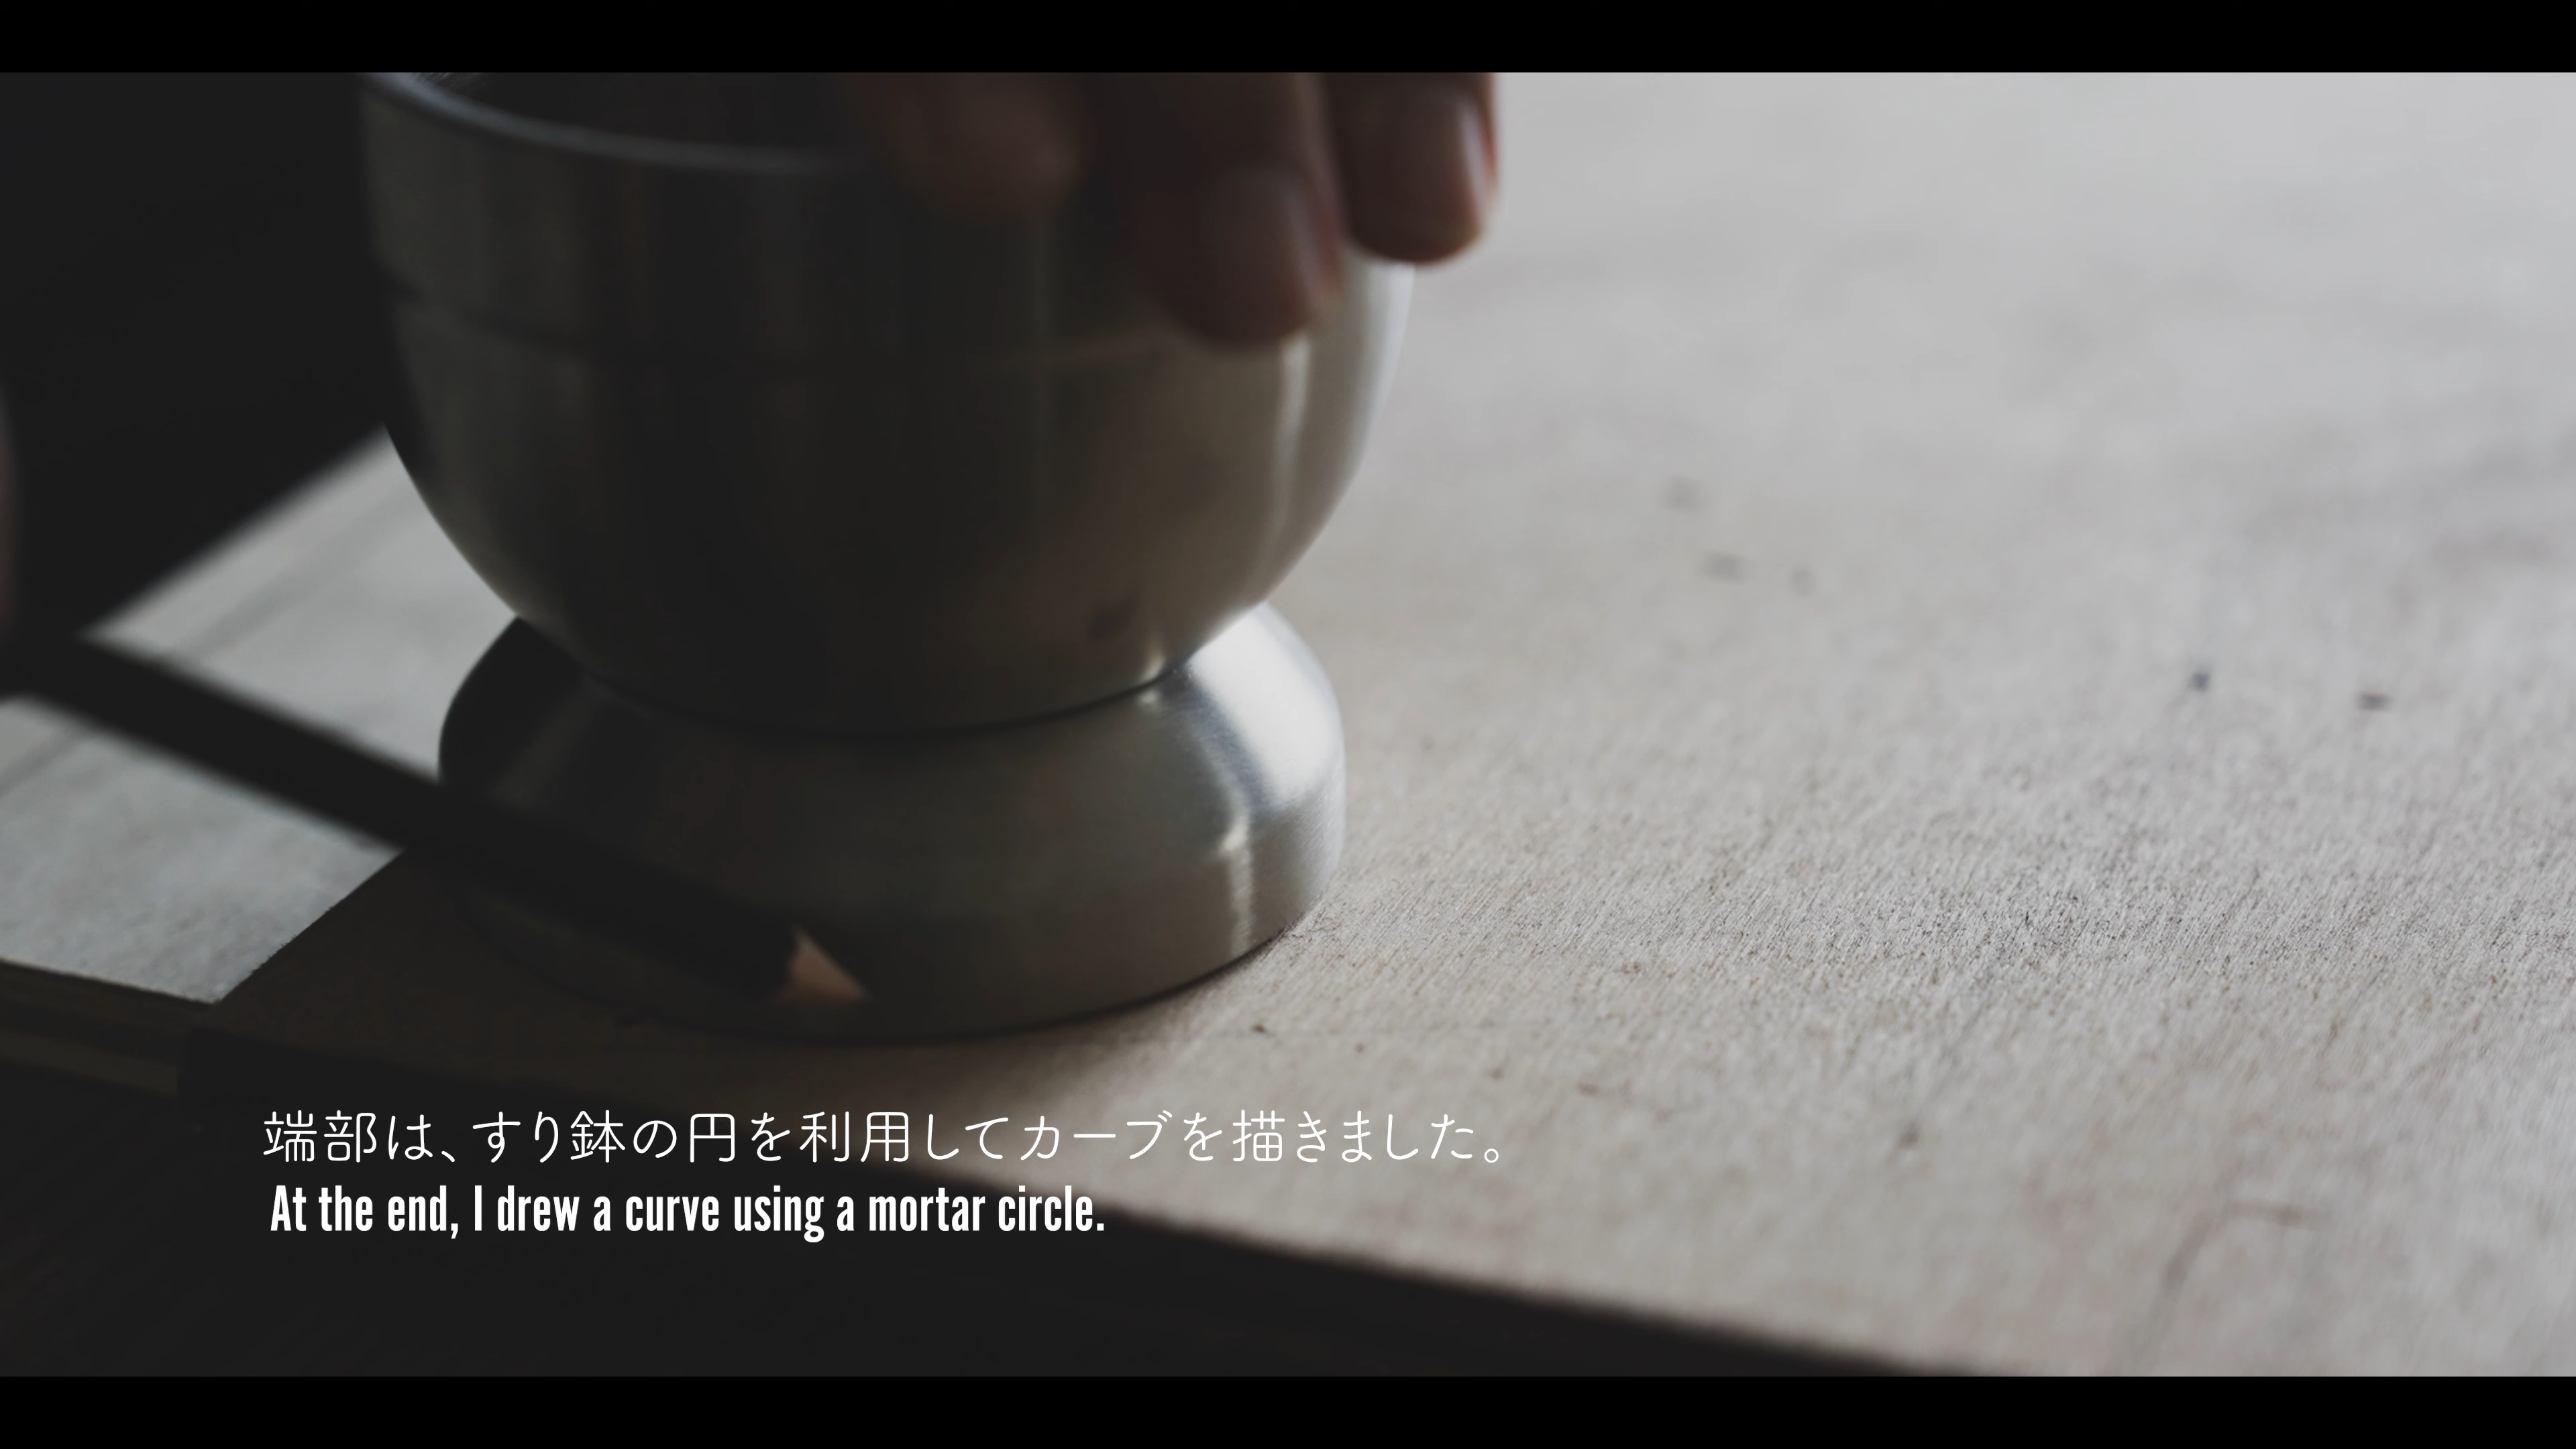 端部は、すり鉢の円を利用してカーブを描きました。
At the end, I drew a curve using a mortar circle.